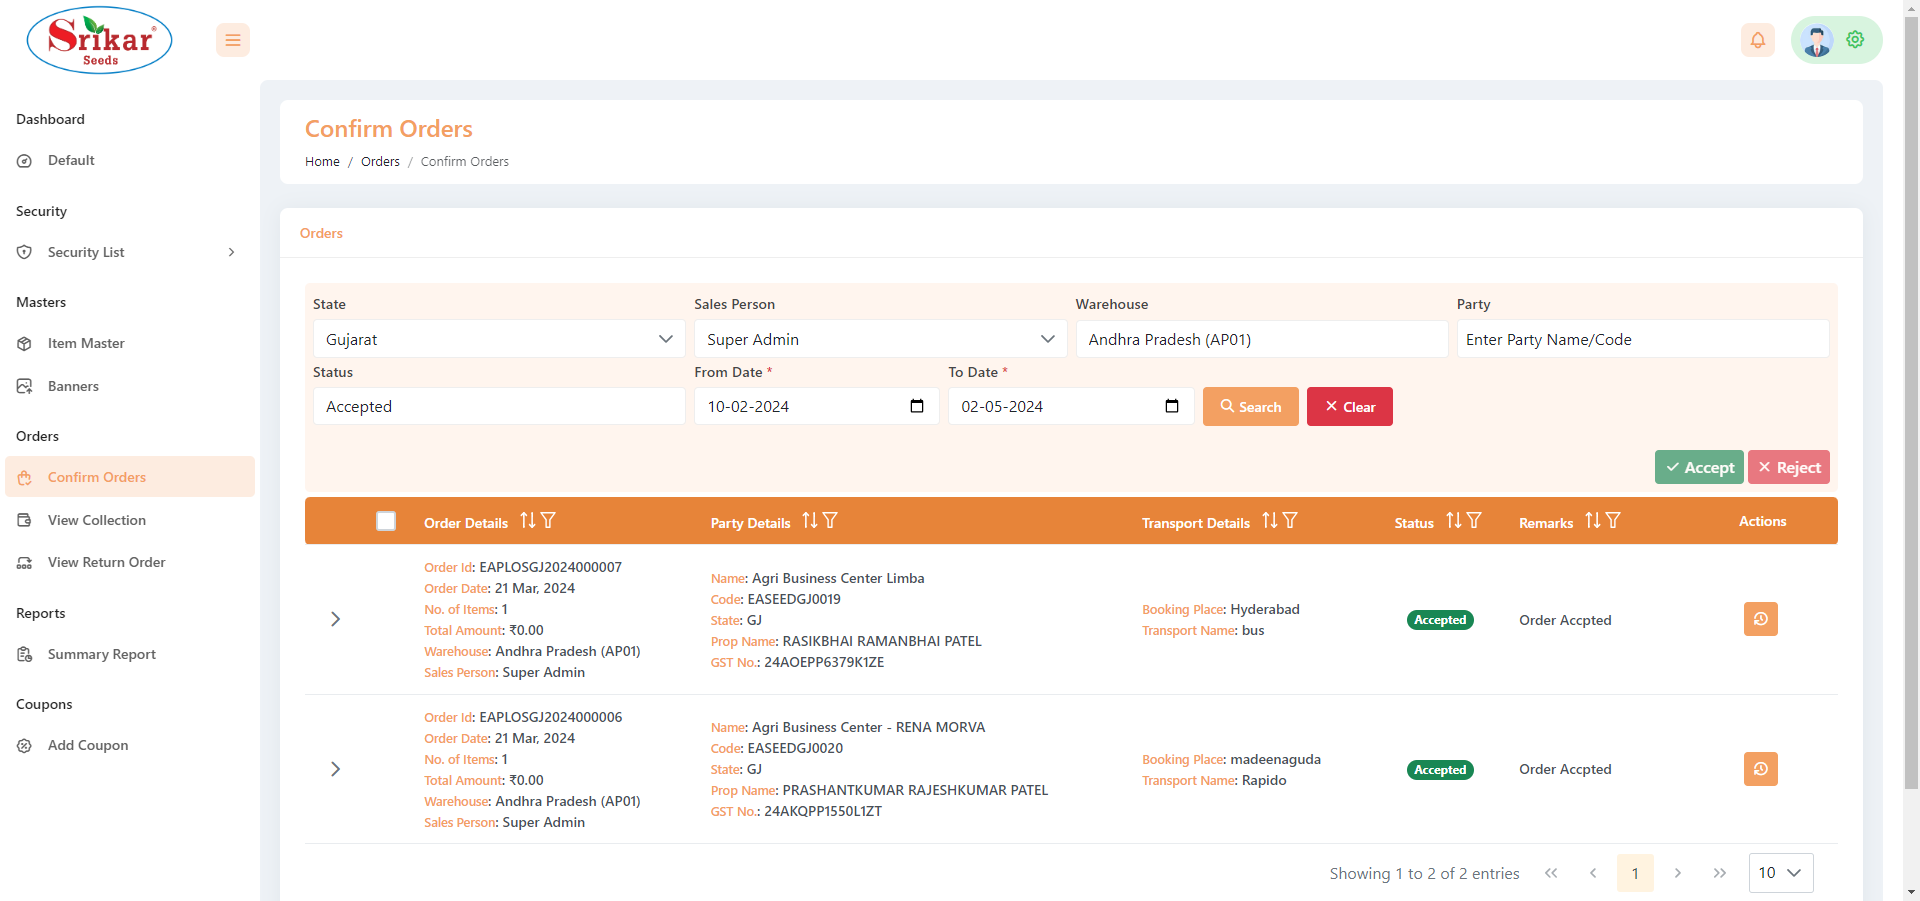 Srikar®
Seeds
Dashboard
Default
Security
Security List
Masters
Item Master
Banners
Orders
Confirm Orders
View Collection
View Return Order
Reports
Summary Report
Coupons
Add Coupon
Confirm Orders
Home / Orders / Confirm Orders
Orders
State Sales Person Warehouse Party
Gujarat Super Admin Andhra Pradesh (AP01) Enter Party Name/Code
Status From Date * To Date *
Accepted 10-02-2024 02-05-2024 Search Clear
Accept Reject
Order Details Party Details Transport Details Status Remarks Actions
Order Id: EAPLOSGJ2024000007
Order Date: 21 Mar, 2024
No. of Items: 1
Total Amount: ₹0.00
Warehouse: Andhra Pradesh (AP01)
Sales Person: Super Admin
Name: Agri Business Center Limba
Code: EASEEDGJ0019
State: GJ
Prop Name: RASIKBHAI RAMANBHAI PATEL
GST No.: 24AOEPP6379K1ZE
Booking Place: Hyderabad
Transport Name: bus
Accepted
Order Accpted
Order Id: EAPLOSGJ2024000006
Order Date: 21 Mar, 2024
No. of Items: 1
Total Amount: ₹0.00
Warehouse: Andhra Pradesh (AP01)
Sales Person: Super Admin
Name: Agri Business Center - RENA MORVA
Code: EASEEDGJ0020
State: GJ
Prop Name: PRASHANTKUMAR RAJESHKUMAR PATEL
GST No.: 24AKQPP1550L1ZT
Booking Place: madeenaguda
Transport Name: Rapido
Accepted
Order Accpted
Showing 1 to 2 of 2 entries « ‹ 1 › » 10